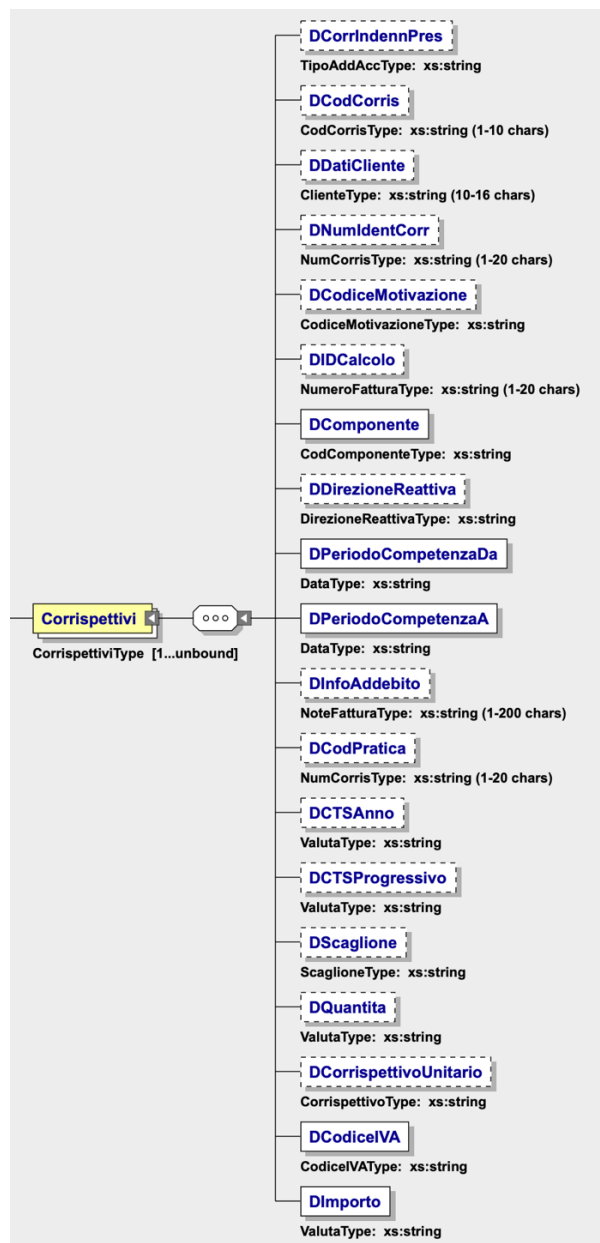 DCorrIndennPres
TipoAddAccType: xs:string
DCodCorris
CodCorrisType: xs:string (1-10 chars)
DDatiCliente
ClienteType: xs:string (10-16 chars)
DNumIdentCorr
NumCorrisType: xs:string (1-20 chars)
DCodiceMotivazione
CodiceMotivazioneType: xs:string
DIDCalcolo
NumeroFatturaType: xs:string (1-20 chars)
DComponente
CodComponenteType: xs:string
DDirezioneReattiva
DirezioneReattivaType: xs:string
DPeriodoCompetenzaDa
DataType: xs:string
Corrispettivi
CorrispettiviType [1...unbound]
DPeriodoCompetenzaA
DataType: xs:string
DInfoAddebito
NoteFatturaType: xs:string (1-200 chars)
DCodPratica
NumCorrisType: xs:string (1-20 chars)
DCTSAnno
ValutaType: xs:string
DCTSProgressivo
ValutaType: xs:string
DScaglione
ScaglioneType: xs:string
DQuantita
ValutaType: xs:string
DCorrispettivoUnitario
CorrispettivoType: xs:string
DCodiceIVA
CodiceIVAType: xs:string
DImporto
ValutaType: xs:string